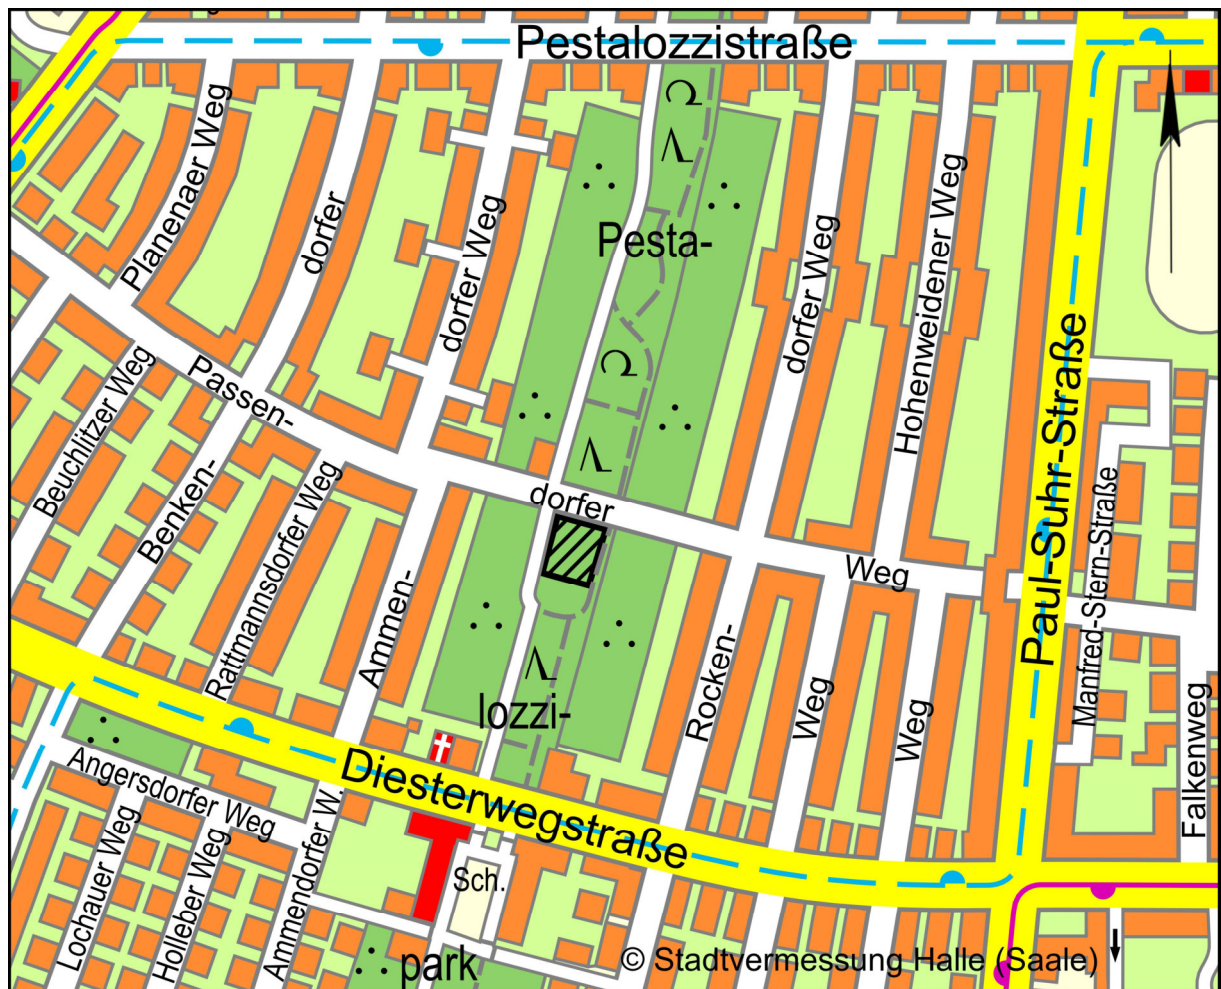 Pestalozzistraße
Planenaer Weg
dorfer
dorfer Weg
Pesta-
dorfer Weg
Hohenweidener Weg
Paul-Suhr-Straße
Beuchlitzer Weg
Passen-
Benken-
Rattmannsdorfer Weg
dorfer
Weg
Manfred-Stern-Straße
Ammen-
Rocken-
Weg
Weg
lozzi-
Falkenweg
Diesterwegstraße
Angersdorfer Weg
Lochauer Weg
Holleber Weg
Ammendorfer W.
Sch.
park
© Stadtvermessung Halle (Saale)